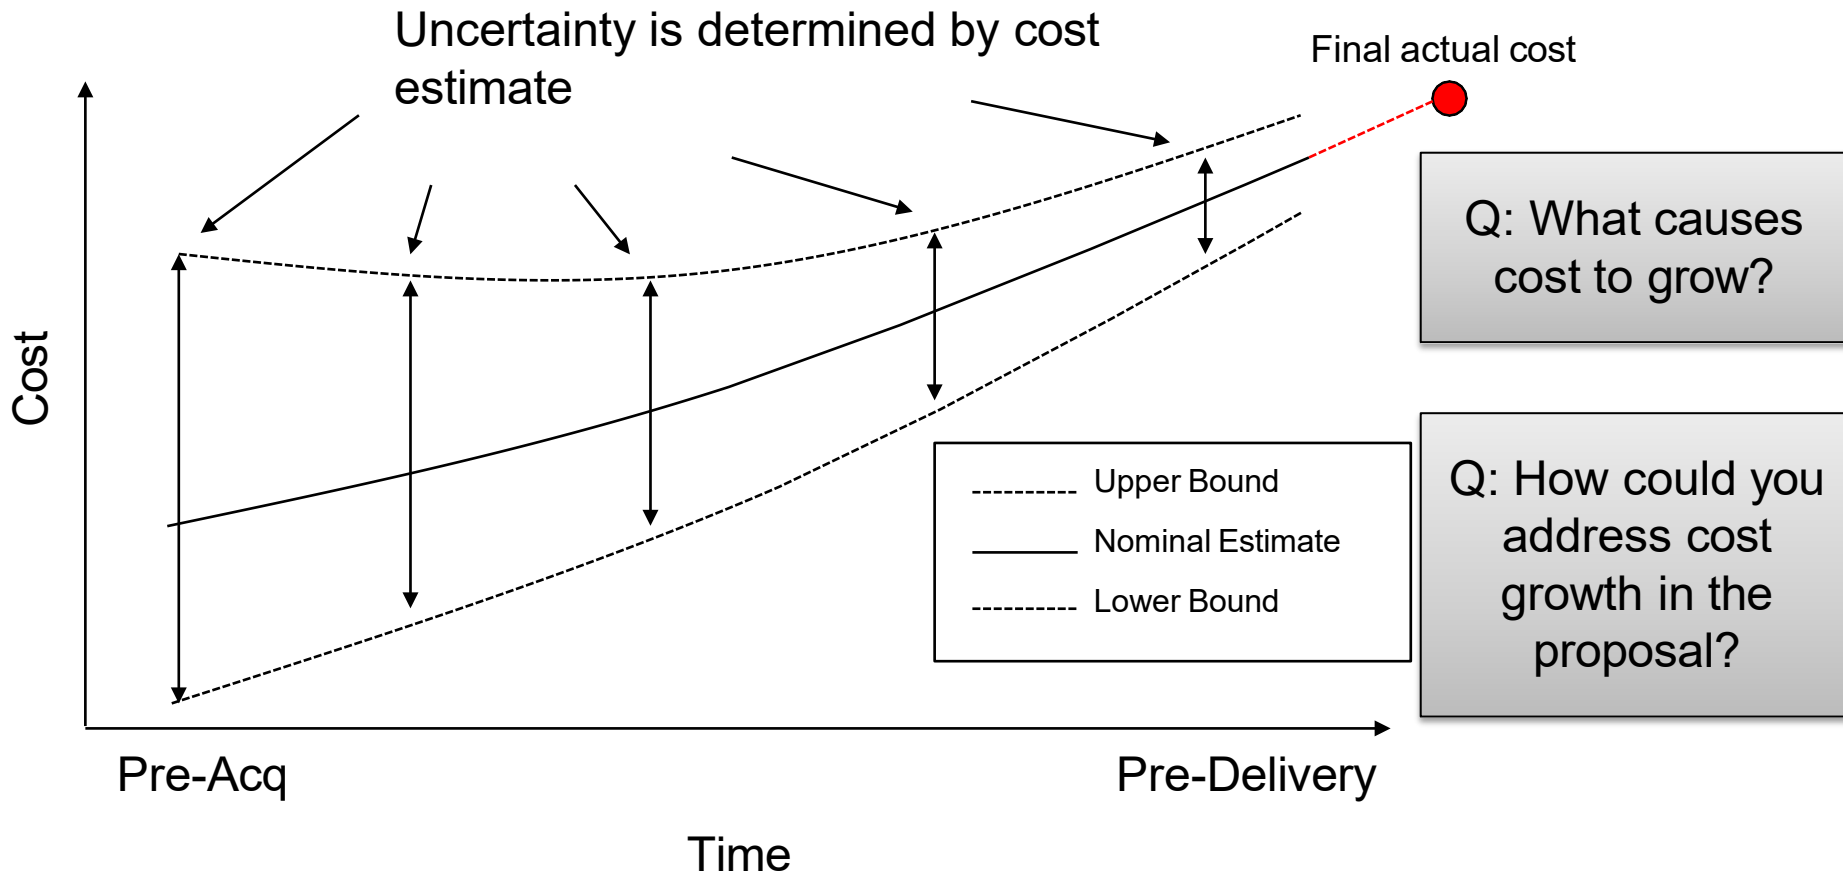 Uncertainty is determined by cost
estimate
Final actual cost
Q: What causes
cost to grow?
Cost
Upper Bound
Nominal Estimate
Lower Bound
Q: How could you
address cost
growth in the
proposal?
Pre-Acq
Pre-Delivery
Time